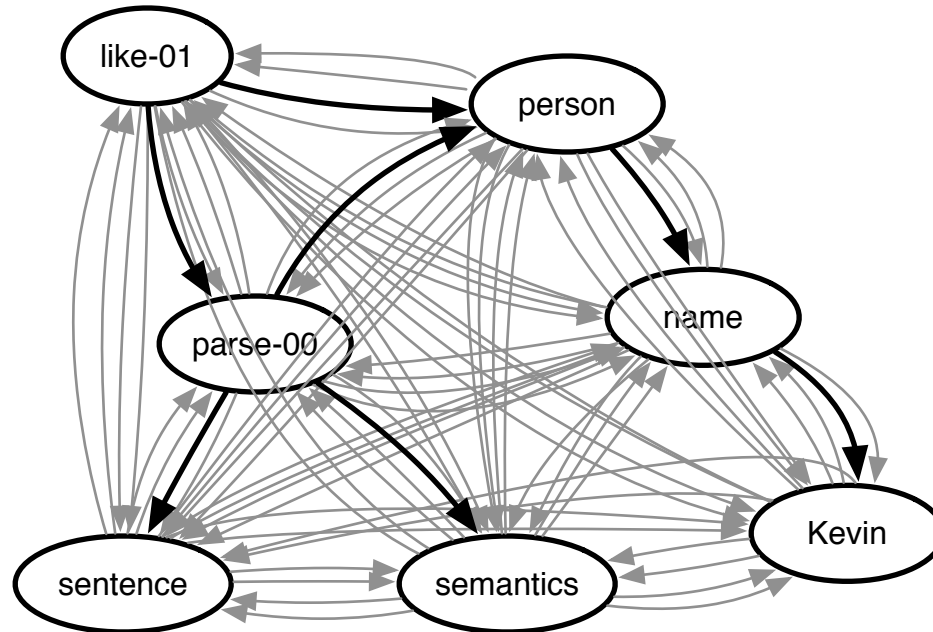 like-01
person
name
parse-00
Kevin
sentence
semantics